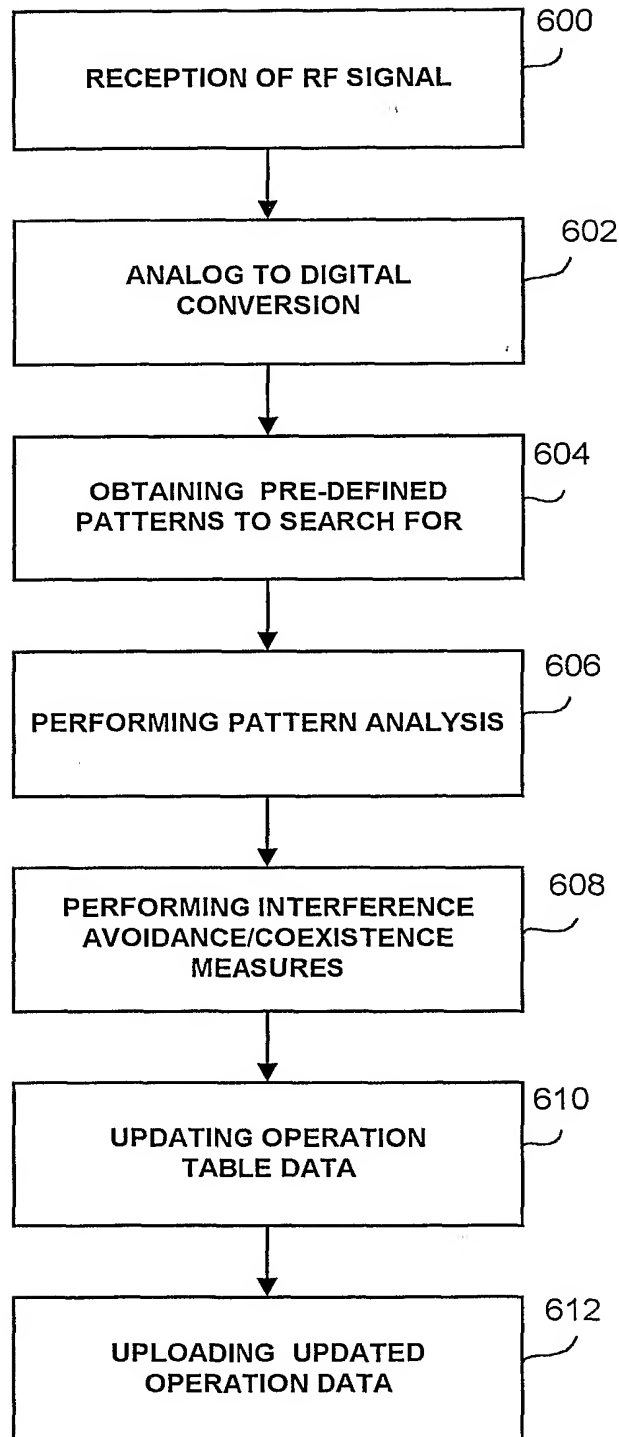 600
RECEPTION OF RF SIGNAL
602
ANALOG TO DIGITAL
CONVERSION
604
OBTAINING PRE-DEFINED
PATTERNS TO SEARCH FOR
606
PERFORMING PATTERN ANALYSIS
608
PERFORMING INTERFERENCE
AVOIDANCE/COEXISTENCE
MEASURES
610
UPDATING OPERATION
TABLE DATA
612
UPLOADING UPDATED
OPERATION DATA